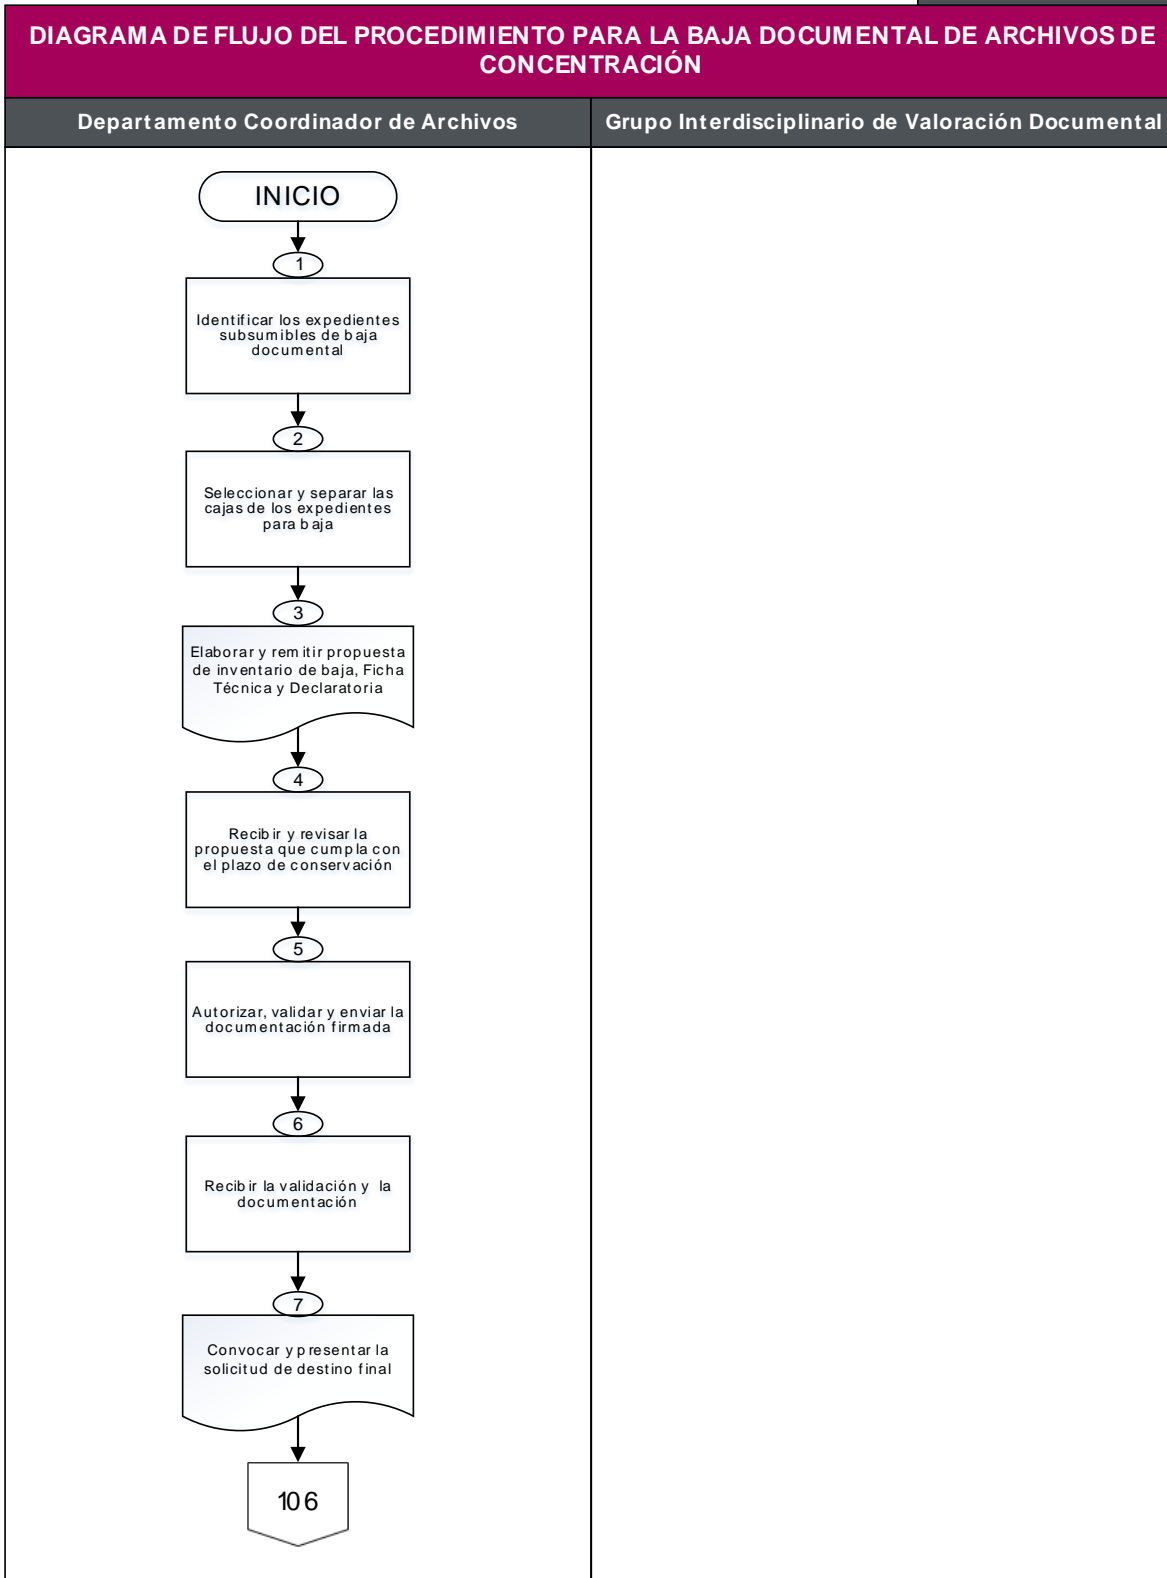 DIAGRAMA DE FLUJO DEL PROCEDIMIENTO PARA LA BAJA DOCUMENTAL DE ARCHIVOS DE
CONCENTRACIÓN
Departamento Coordinador de Archivos
Grupo Interdisciplinario de Valoración Documental
INICIO
1
Identificar los expedientes
subsumibles de baja
documental
2
Seleccionar y separar las
cajas de los expedientes
para baja
3
Elaborar y remitir propuesta
de inventario de baja, Ficha
Técnica y Declaratoria
4
Recibir y revisar la
propuesta que cumpla con
el plazo de conservación
5
Autorizar, validar y enviar la
documentación firmada
6
Recibir la validación y la
documentación
7
Convocar y presentar la
solicitud de destino final
106